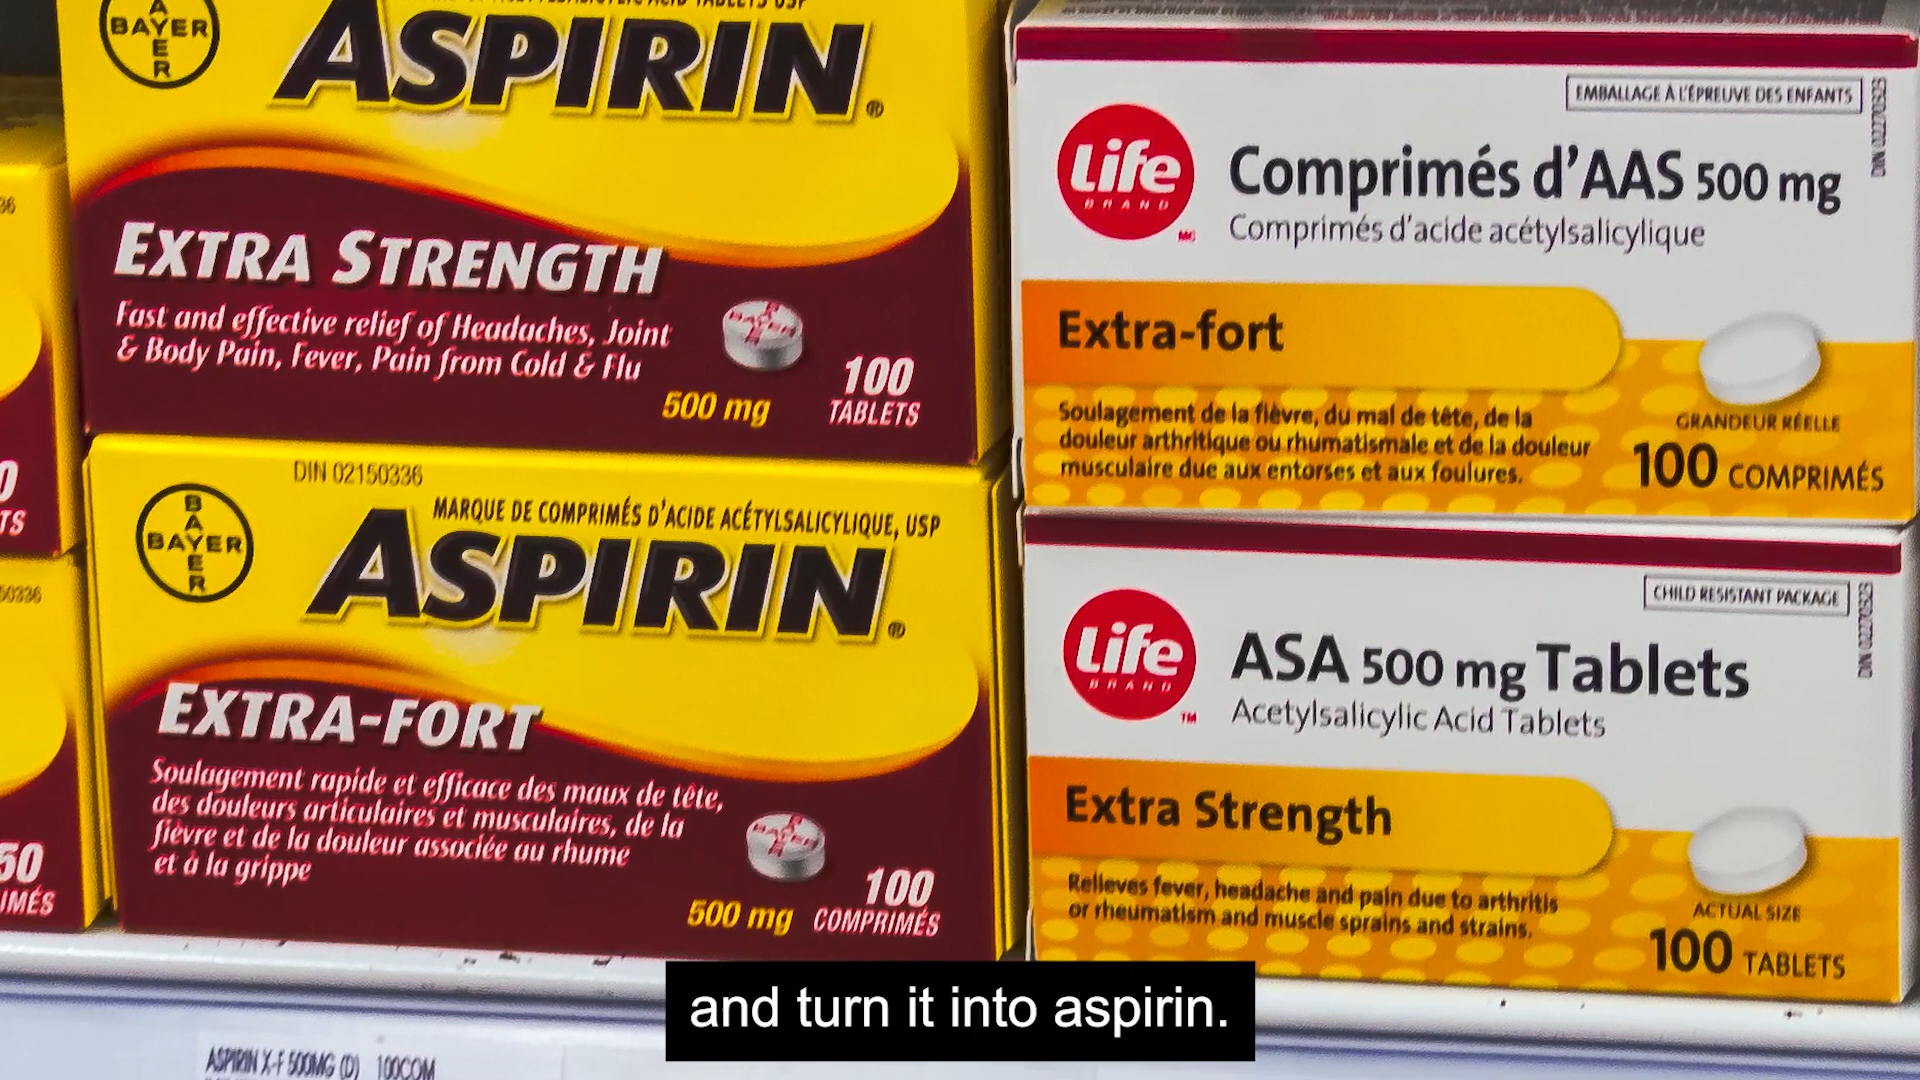 BAYER
BAYER
ASPIRIN®
EXTRA STRENGTH
Fast and effective relief of Headaches, Joint
& Body Pain, Fever, Pain from Cold & Flu
500 mg
100
TABLETS
DIN 02150336
MARQUE DE COMPRIMÉS D'ACIDE ACÉTYLSALICYLIQUE, USP
BAYER
BAYER
ASPIRIN®
EXTRA-FORT
Soulagement rapide et efficace des maux de tête,
des douleurs articulaires et musculaires, de la
fièvre et de la douleur associée au rhume
et à la grippe
500 mg
100
COMPRIMÉS
EMBALLAGE À L'ÉPREUVE DES ENFANTS
Life
BRAND
MC
Comprimés d'AAS 500 mg
Comprimés d'acide acétylsalicylique
Extra-fort
Soulagement de la fièvre, du mal de tête, de la
douleur arthritique ou rhumatismale et de la douleur
musculaire due aux entorses et aux foulures.
GRANDEUR RÉELLE
100 COMPRIMÉS
CHILD RESISTANT PACKAGE
Life
BRAND
TM
ASA 500 mg Tablets
Acetylsalicylic Acid Tablets
Extra Strength
Relieves fever, headache and pain due to arthritis
or rheumatism and muscle sprains and strains.
ACTUAL SIZE
100 TABLETS
50
and turn it into aspirin.
ASPIRIN X-F 500MG (D) 100COM